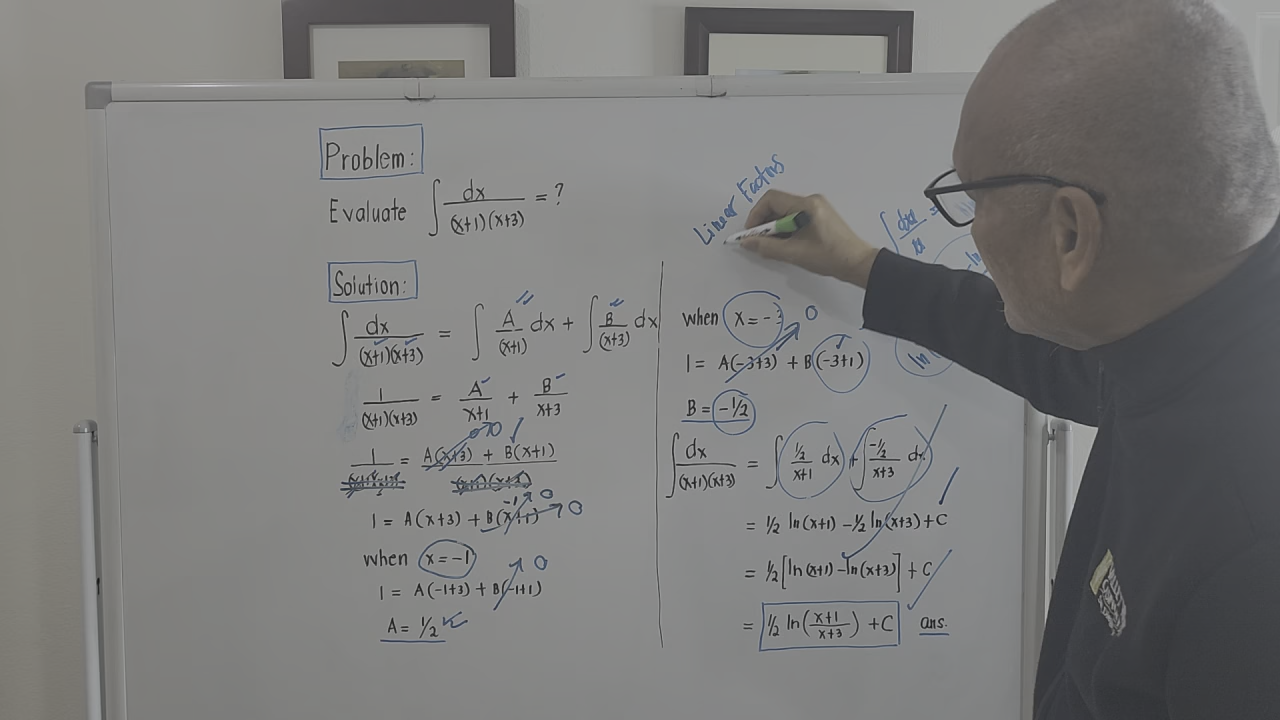 Problem:
Evaluate ∫ dx/((x+1)(x+3)) = ?
Solution:
∫ dx/((x+1)(x+3)) = ∫ A/(x+1) dx + ∫ B/(x+3) dx
1/((x+1)(x+3)) = A/(x+1) + B/(x+3)
1/((x+1)(x+3)) = (A(x+3) + B(x+1))/((x+1)(x+3))
1 = A(x+3) + B(x+1) → 0
when x = -1
1 = A(-1+3) + B(-1+1) → 0
A = 1/2
Linear Factors
∫ du/u =
when x = -3
1 = A(-3+3) + B(-3+1) → 0
B = -1/2
∫ dx/((x+1)(x+3)) = ∫ (1/2)/(x+1) dx + ∫ (-1/2)/(x+3) dx
= 1/2 ln(x+1) - 1/2 ln(x+3) + C
= 1/2 [ln(x+1) - ln(x+3)] + C
= 1/2 ln((x+1)/(x+3)) + C ans.